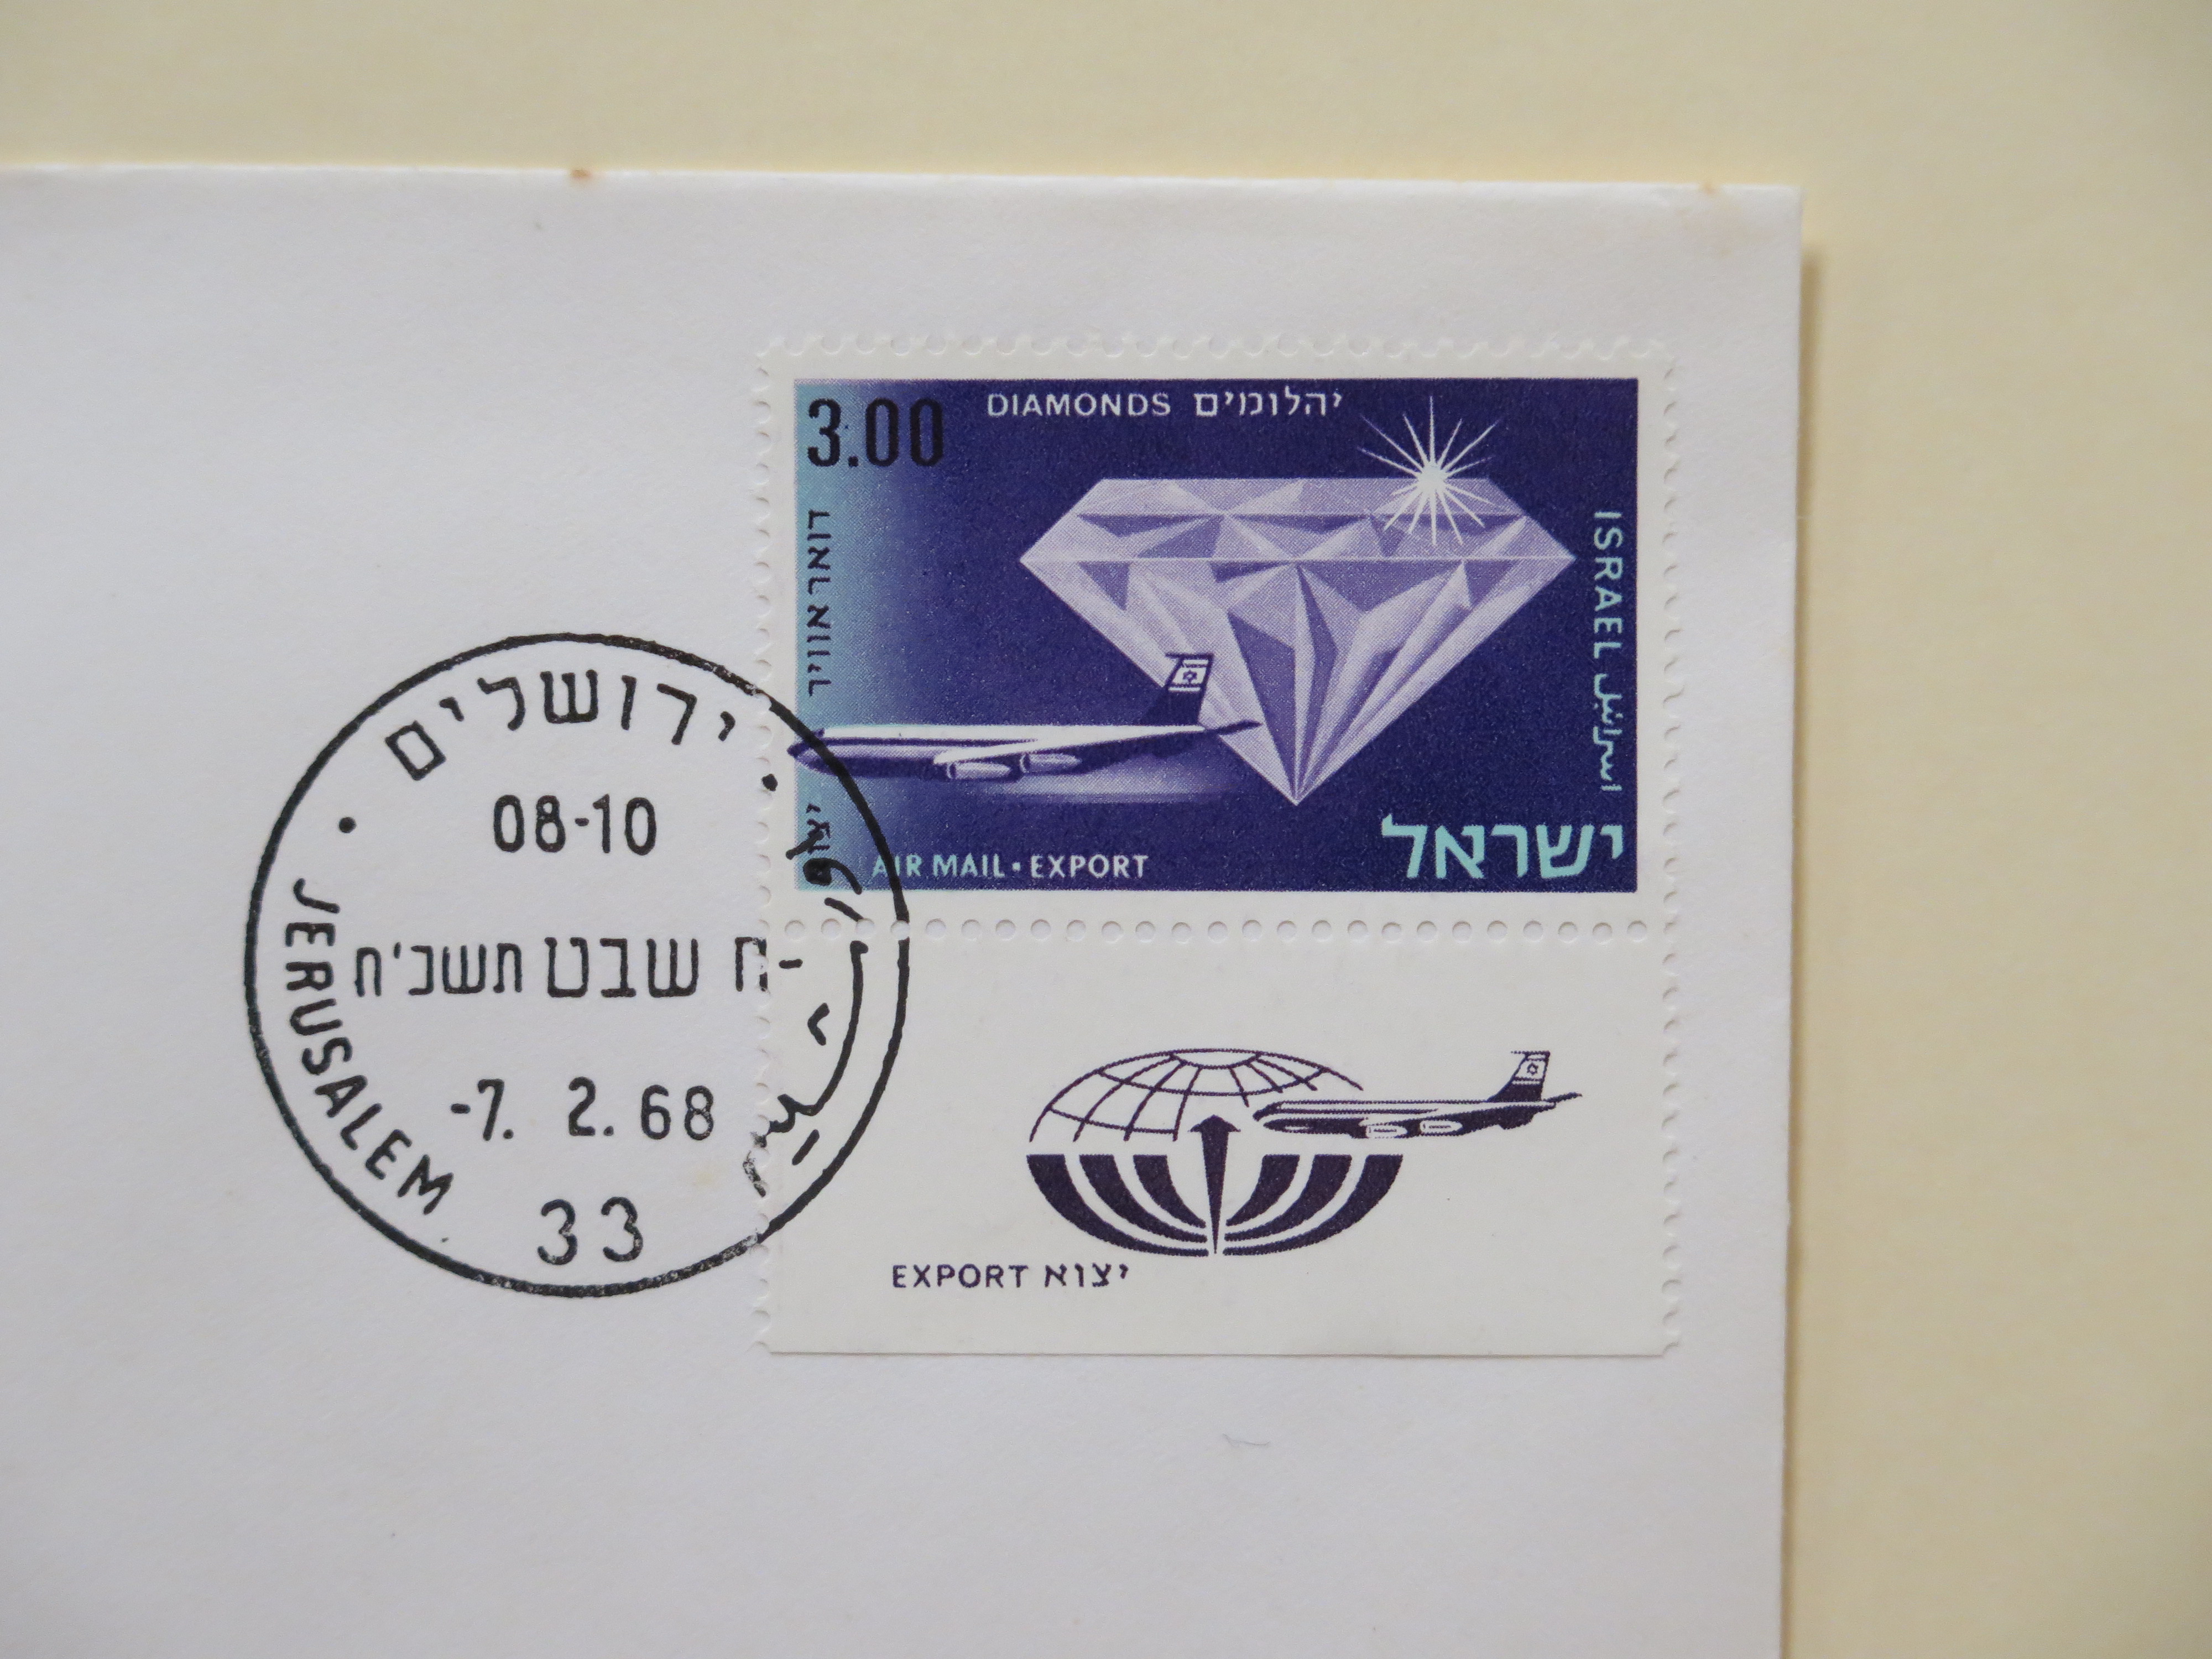 3.00
DIAMONDS יהלומים
דואר אוויר
ISRAEL اسرائيل
AIR MAIL · EXPORT
ישראל
ירושלים
08-10
ח שבט תשכ'ח
-7. 2. 68
33
JERUSALEM
EXPORT יצוא